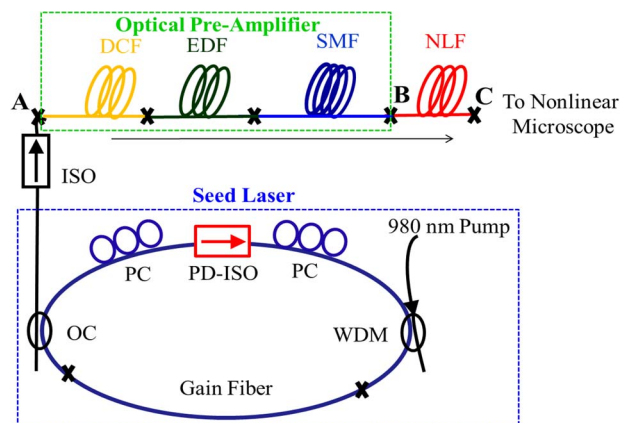 Optical Pre-Amplifier
DCF
EDF
SMF
NLF
A
B
C
To Nonlinear
Microscope
ISO
Seed Laser
980 nm Pump
PC
PD-ISO
PC
OC
WDM
Gain Fiber